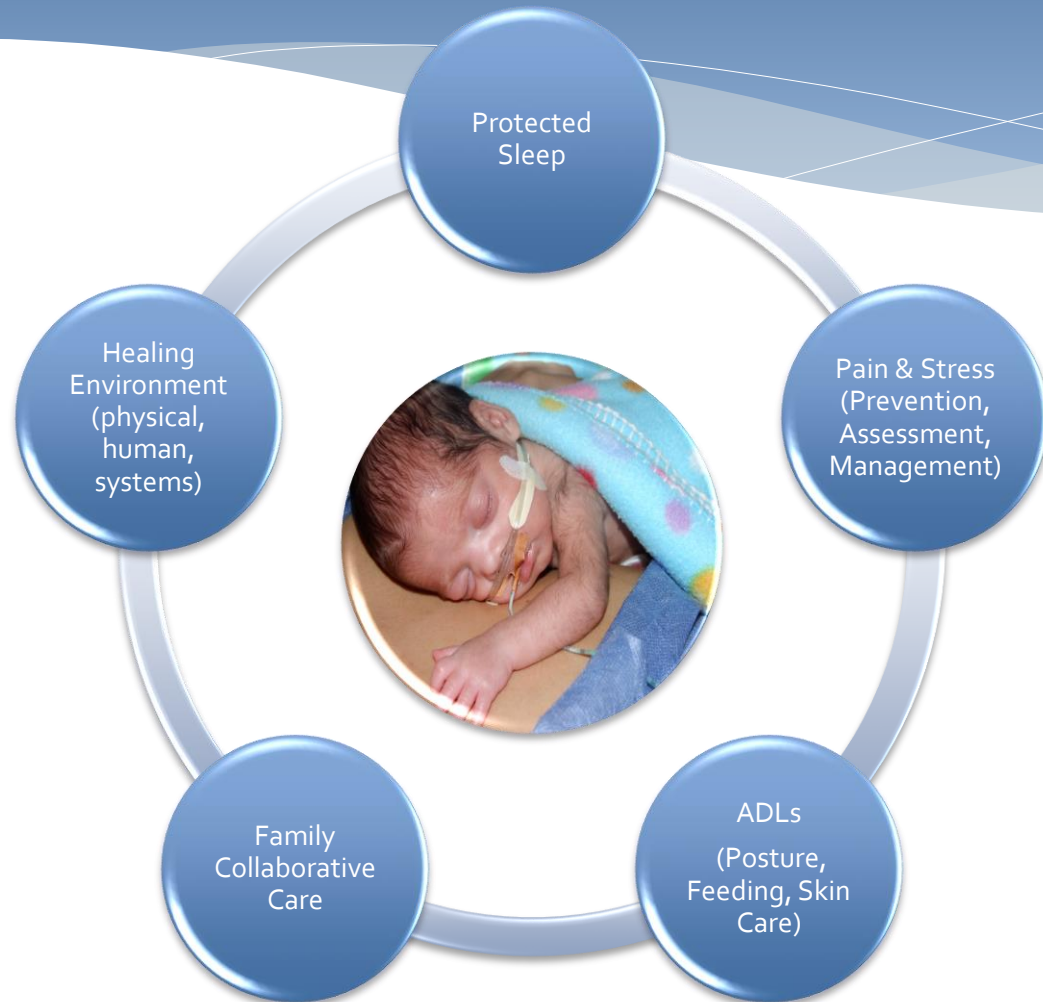 Protected
Sleep
Pain & Stress
(Prevention,
Assessment,
Management)
ADLs
(Posture,
Feeding, Skin
Care)
Family
Collaborative
Care
Healing
Environment
(physical,
human,
systems)